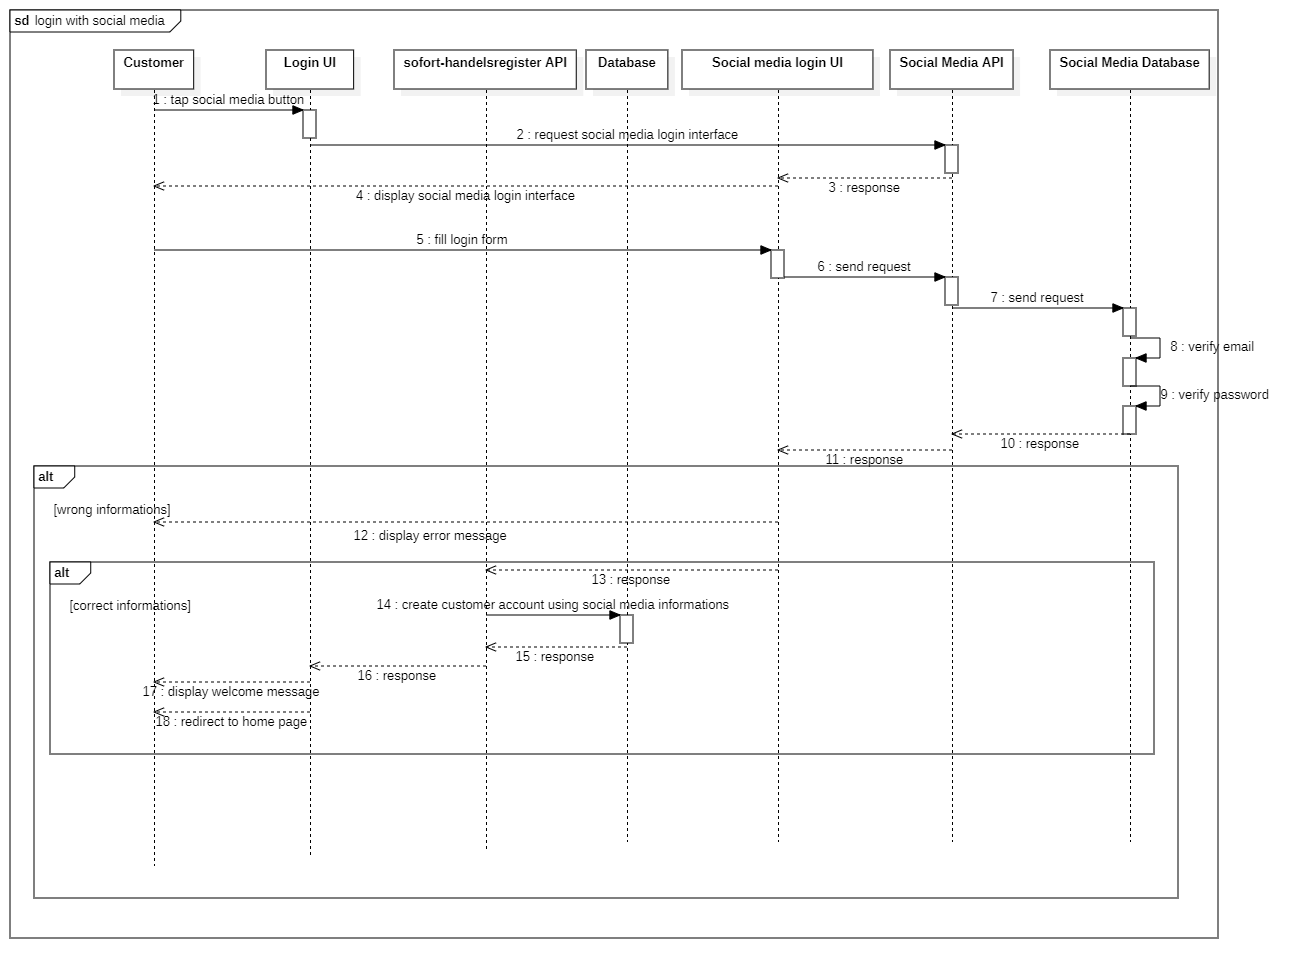 sd login with social media
Customer
Login UI
sofort-handelsregister API
Database
Social media login UI
Social Media API
Social Media Database
1 : tap social media button
2 : request social media login interface
3 : response
4 : display social media login interface
5 : fill login form
6 : send request
7 : send request
8 : verify email
9 : verify password
10 : response
11 : response
alt
[wrong informations]
12 : display error message
alt
13 : response
[correct informations]
14 : create customer account using social media informations
15 : response
16 : response
17 : display welcome message
18 : redirect to home page